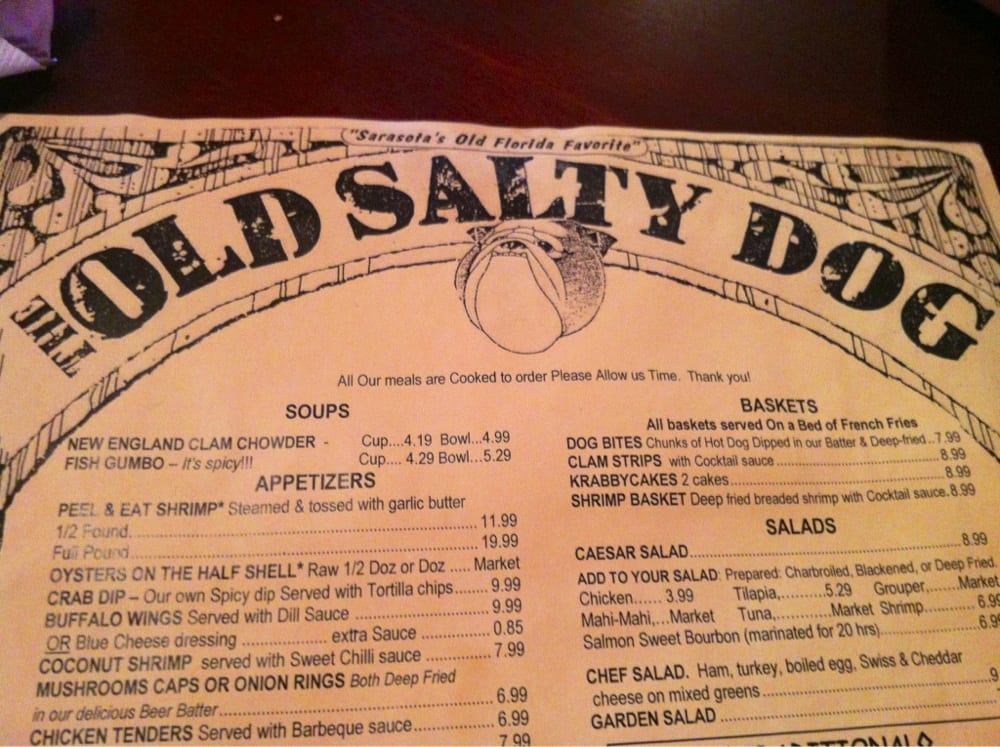 "Sarasota's Old Florida Favorite"
THE OLD SALTY DOG
All Our meals are Cooked to order Please Allow us Time. Thank you!
SOUPS
NEW ENGLAND CLAM CHOWDER - Cup....4.19 Bowl...4.99
FISH GUMBO – It's spicy!!! Cup.... 4.29 Bowl...5.29
APPETIZERS
PEEL & EAT SHRIMP* Steamed & tossed with garlic butter
1/2 Pound........ 11.99
Full Pound........ 19.99
OYSTERS ON THE HALF SHELL* Raw 1/2 Doz or Doz ..... Market
CRAB DIP – Our own Spicy dip Served with Tortilla chips....... 9.99
BUFFALO WINGS Served with Dill Sauce ........ 9.99
OR Blue Cheese dressing ........ extra Sauce ........ 0.85
COCONUT SHRIMP served with Sweet Chilli sauce ........ 7.99
MUSHROOMS CAPS OR ONION RINGS Both Deep Fried
in our delicious Beer Batter........ 6.99
CHICKEN TENDERS Served with Barbeque sauce........ 6.99
7.99
BASKETS
All baskets served On a Bed of French Fries
DOG BITES Chunks of Hot Dog Dipped in our Batter & Deep-fried..7.99
CLAM STRIPS with Cocktail sauce........ 8.99
KRABBYCAKES 2 cakes........ 8.99
SHRIMP BASKET Deep fried breaded shrimp with Cocktail sauce.8.99
SALADS
CAESAR SALAD........ 8.99
ADD TO YOUR SALAD: Prepared: Charbroiled, Blackened, or Deep Fried.
Chicken...... 3.99 Tilapia,.......... 5.29 Grouper,..........Market
Mahi-Mahi,...Market Tuna,............Market Shrimp........... 6.99
Salmon Sweet Bourbon (marinated for 20 hrs)........ 6.99
CHEF SALAD. Ham, turkey, boiled egg, Swiss & Cheddar
cheese on mixed greens........
GARDEN SALAD ........